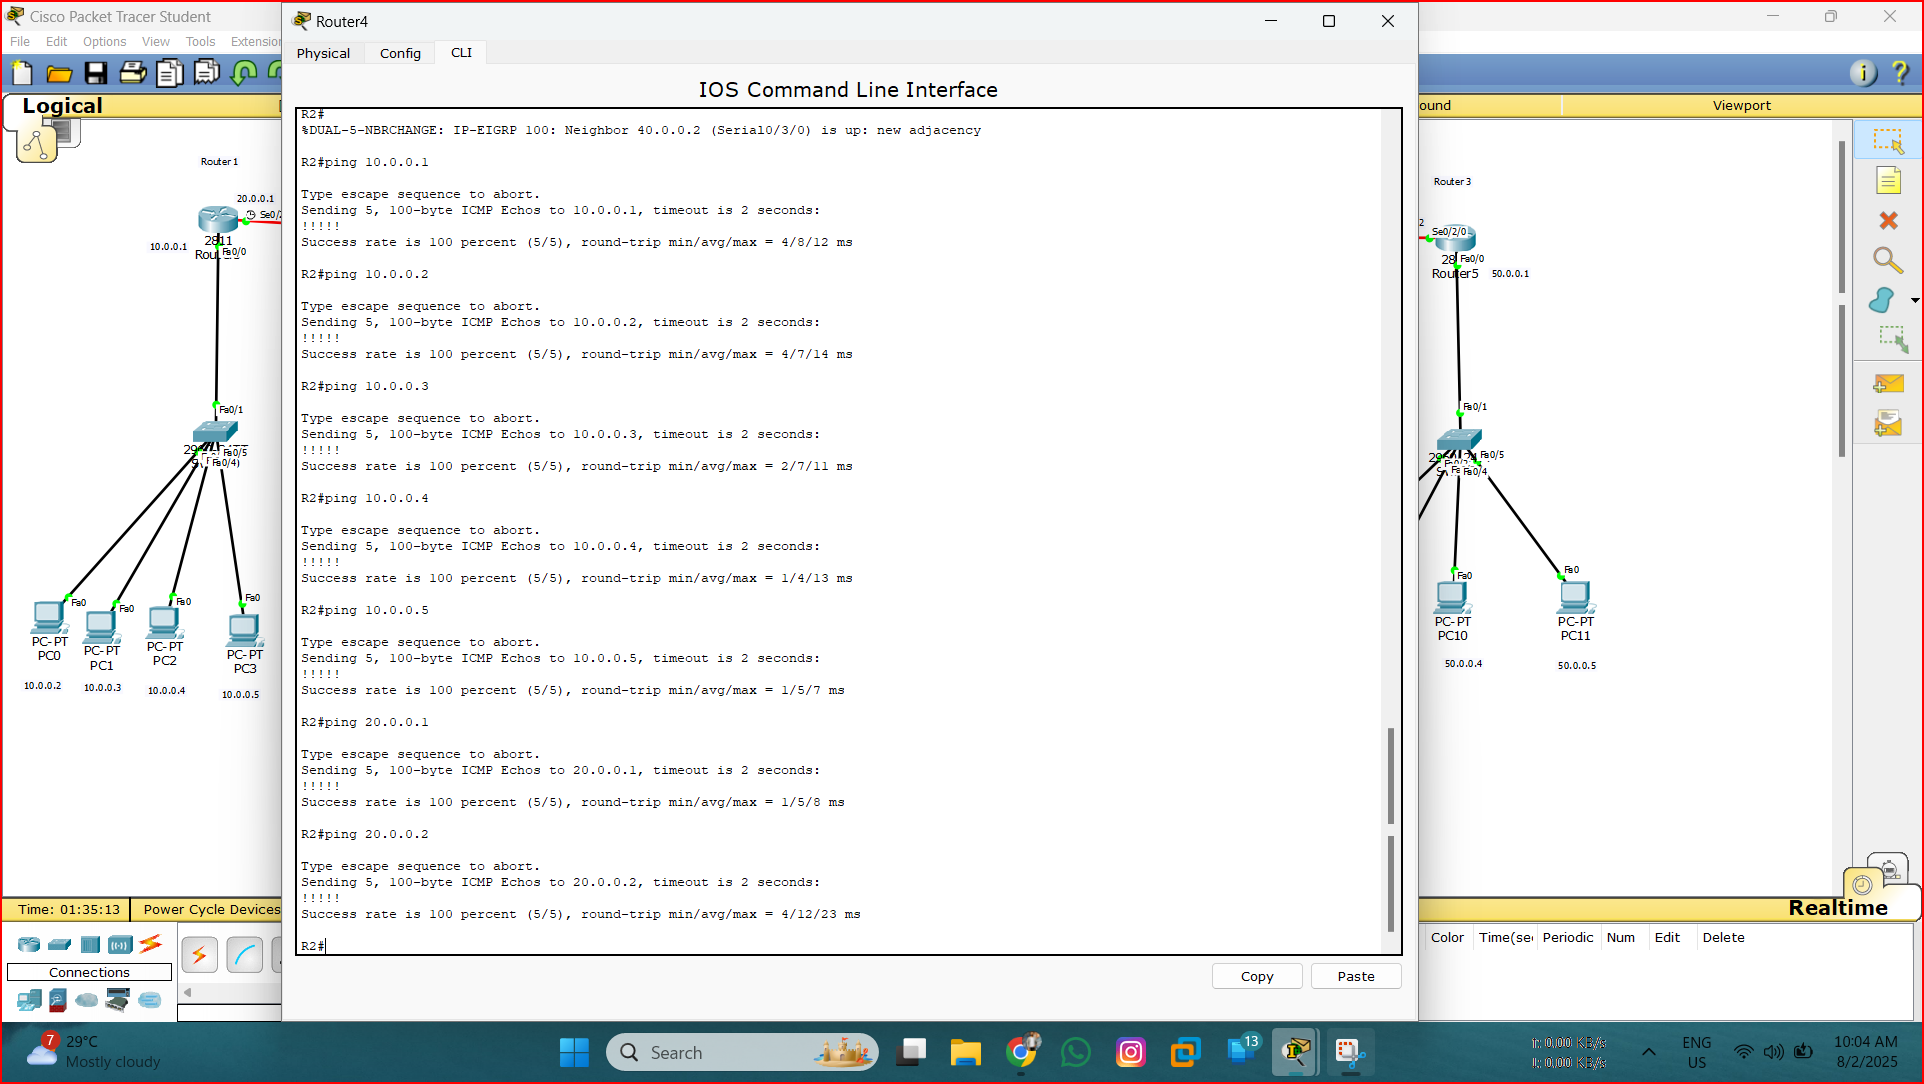 Cisco Packet Tracer Student
File Edit Options View Tools Extension
Logical
Router4
Physical Config CLI
IOS Command Line Interface
R2#
%DUAL-5-NBRCHANGE: IP-EIGRP 100: Neighbor 40.0.0.2 (Serial0/3/0) is up: new adjacency
R2#ping 10.0.0.1
Type escape sequence to abort.
Sending 5, 100-byte ICMP Echos to 10.0.0.1, timeout is 2 seconds:
!!!!!
Success rate is 100 percent (5/5), round-trip min/avg/max = 4/8/12 ms
R2#ping 10.0.0.2
Type escape sequence to abort.
Sending 5, 100-byte ICMP Echos to 10.0.0.2, timeout is 2 seconds:
!!!!!
Success rate is 100 percent (5/5), round-trip min/avg/max = 4/7/14 ms
R2#ping 10.0.0.3
Type escape sequence to abort.
Sending 5, 100-byte ICMP Echos to 10.0.0.3, timeout is 2 seconds:
!!!!!
Success rate is 100 percent (5/5), round-trip min/avg/max = 2/7/11 ms
R2#ping 10.0.0.4
Type escape sequence to abort.
Sending 5, 100-byte ICMP Echos to 10.0.0.4, timeout is 2 seconds:
!!!!!
Success rate is 100 percent (5/5), round-trip min/avg/max = 1/4/13 ms
R2#ping 10.0.0.5
Type escape sequence to abort.
Sending 5, 100-byte ICMP Echos to 10.0.0.5, timeout is 2 seconds:
!!!!!
Success rate is 100 percent (5/5), round-trip min/avg/max = 1/5/7 ms
R2#ping 20.0.0.1
Type escape sequence to abort.
Sending 5, 100-byte ICMP Echos to 20.0.0.1, timeout is 2 seconds:
!!!!!
Success rate is 100 percent (5/5), round-trip min/avg/max = 1/5/8 ms
R2#ping 20.0.0.2
Type escape sequence to abort.
Sending 5, 100-byte ICMP Echos to 20.0.0.2, timeout is 2 seconds:
!!!!!
Success rate is 100 percent (5/5), round-trip min/avg/max = 4/12/23 ms
R2#
Copy Paste
Router 1
20.0.0.1
Se0/2
10.0.0.1
2811
Fa0/0
Fa0/1
Fa0/5
Fa0/4)
Fa0 Fa0 Fa0 Fa0
PC-PT PC-PT PC-PT PC-PT
PC0 PC1 PC2 PC3
10.0.0.2 10.0.0.3 10.0.0.4 10.0.0.5
ound Viewport
Router 3
2
Se0/2/0
28
Fa0/0
Router5 50.0.0.1
Fa0/1
Fa0/5
Fa0/4
Fa0 Fa0
PC-PT PC-PT
PC10 PC11
50.0.0.4 50.0.0.5
Time: 01:35:13 Power Cycle Devices
Realtime
Connections
Color Time(sec Periodic Num Edit Delete
7
29°C
Mostly cloudy
Search
13
0,00 KB/s
0,00 KB/s
ENG
US
10:04 AM
8/2/2025